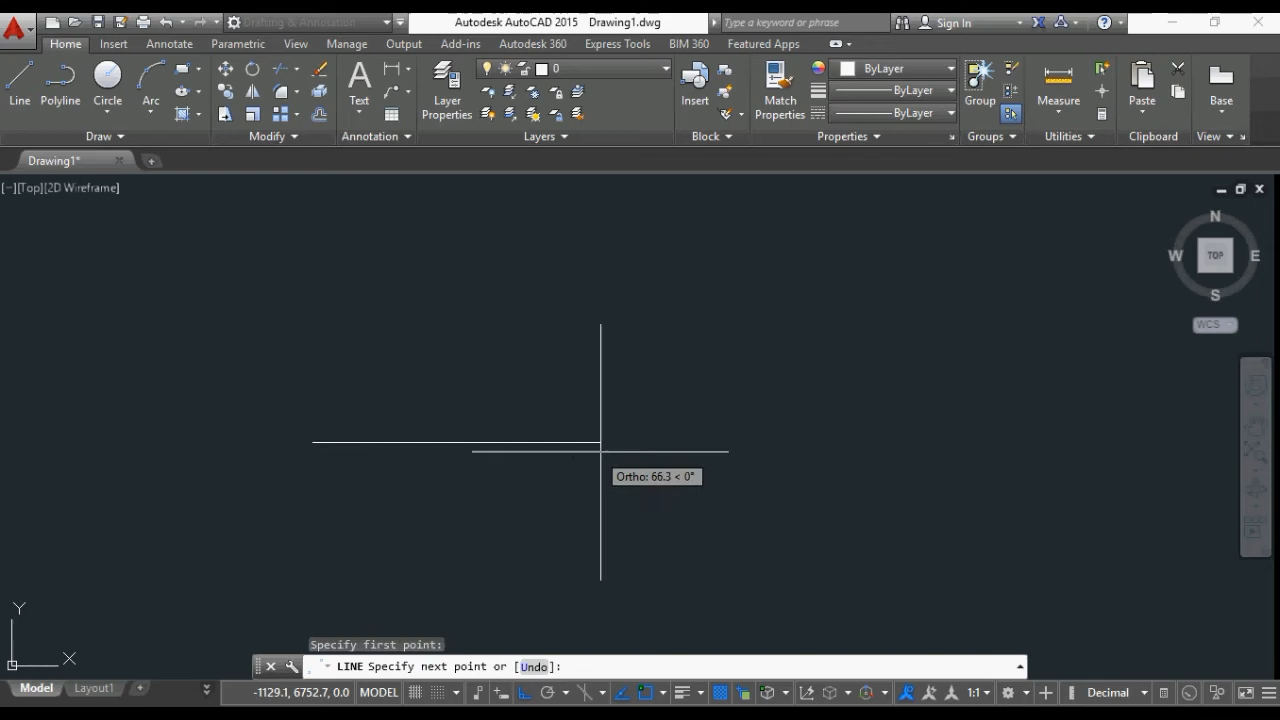 Drafting & Annotation
Autodesk AutoCAD 2015 Drawing1.dwg
Type a keyword or phrase
Sign In
Home Insert Annotate Parametric View Manage Output Add-ins Autodesk 360 Express Tools BIM 360 Featured Apps
0
ByLayer
ByLayer
ByLayer
Line Polyline Circle Arc Text Layer Properties Insert Match Properties Group Measure Paste Base
Draw Modify Annotation Layers Block Properties Groups Utilities Clipboard View
Drawing1*
[−][Top][2D Wireframe]
N
W TOP E
S
WCS
Ortho: 66.3 < 0°
Y
X
Specify first point:
LINE Specify next point or [Undo]:
Model Layout1 -1129.1, 6752.7, 0.0 MODEL 1:1 Decimal